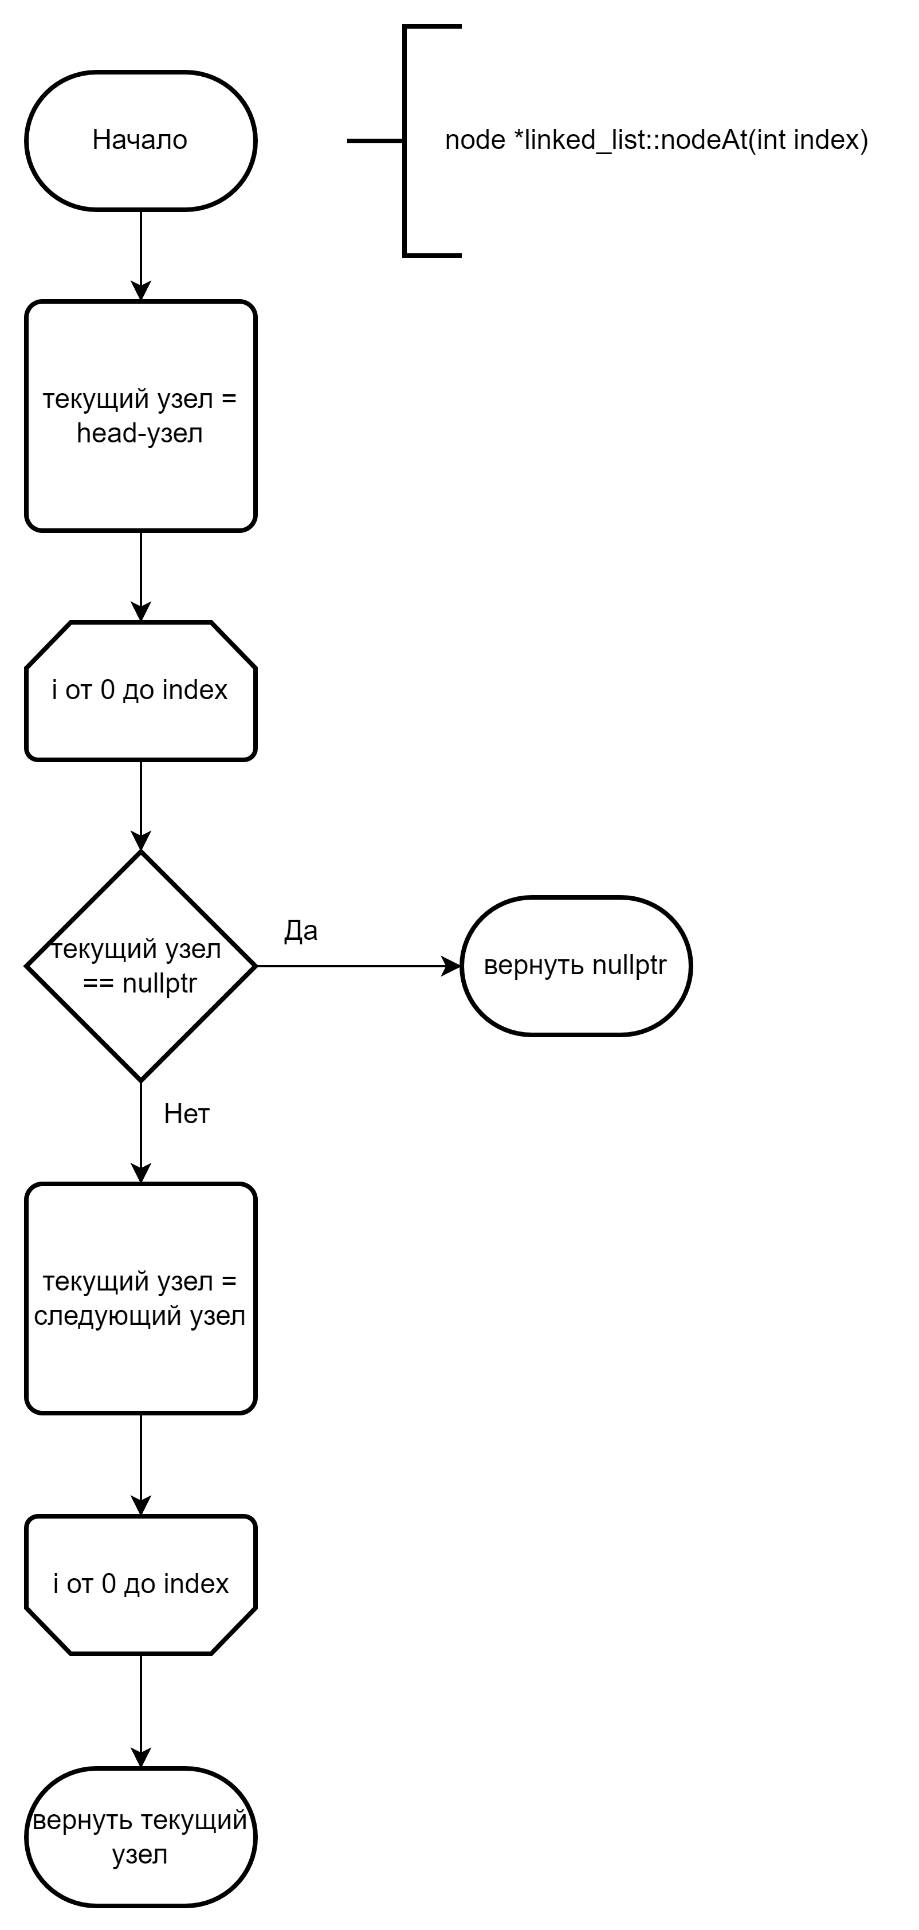 Начало
node *linked_list::nodeAt(int index)
текущий узел =
head-узел
i от 0 до index
текущий узел
== nullptr
Да
вернуть nullptr
Нет
текущий узел =
следующий узел
i от 0 до index
вернуть текущий
узел